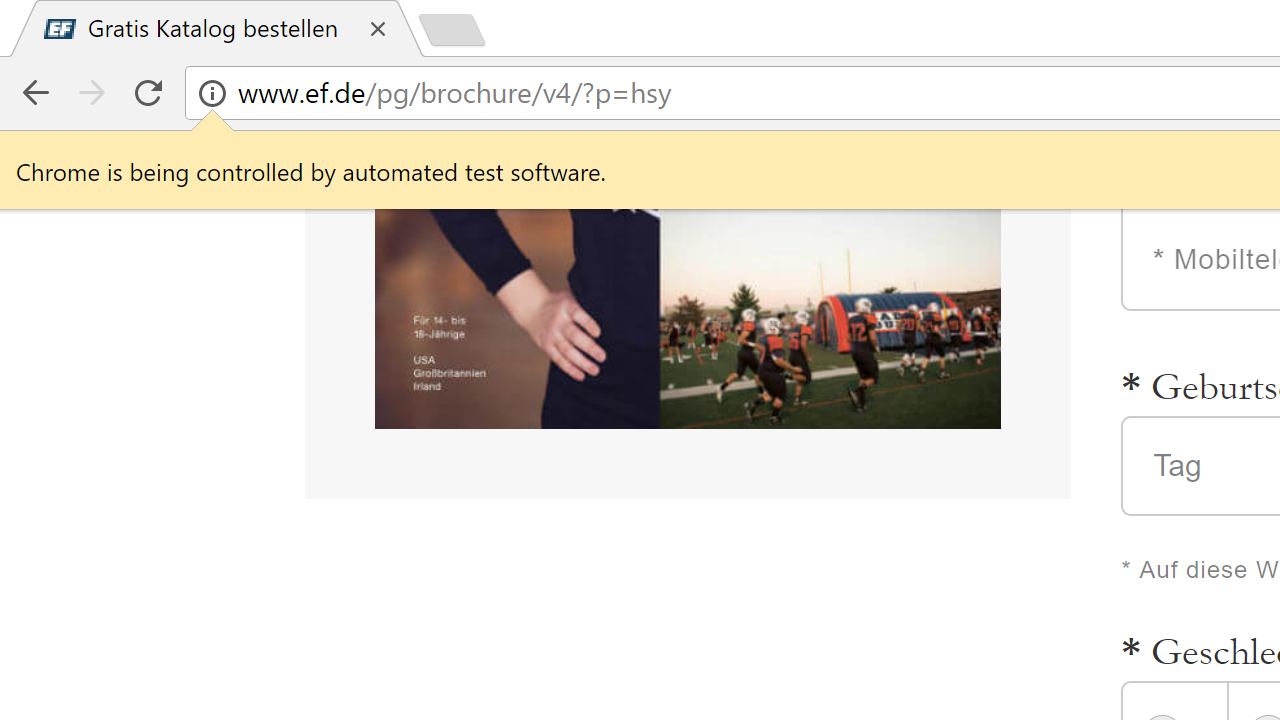 EF Gratis Katalog bestellen
www.ef.de/pg/brochure/v4/?p=hsy
Chrome is being controlled by automated test software.
Für 14- bis
18-Jährige
USA
Großbritannien
Irland
* Mobiltel
* Geburts
Tag
* Auf diese W
* Geschle